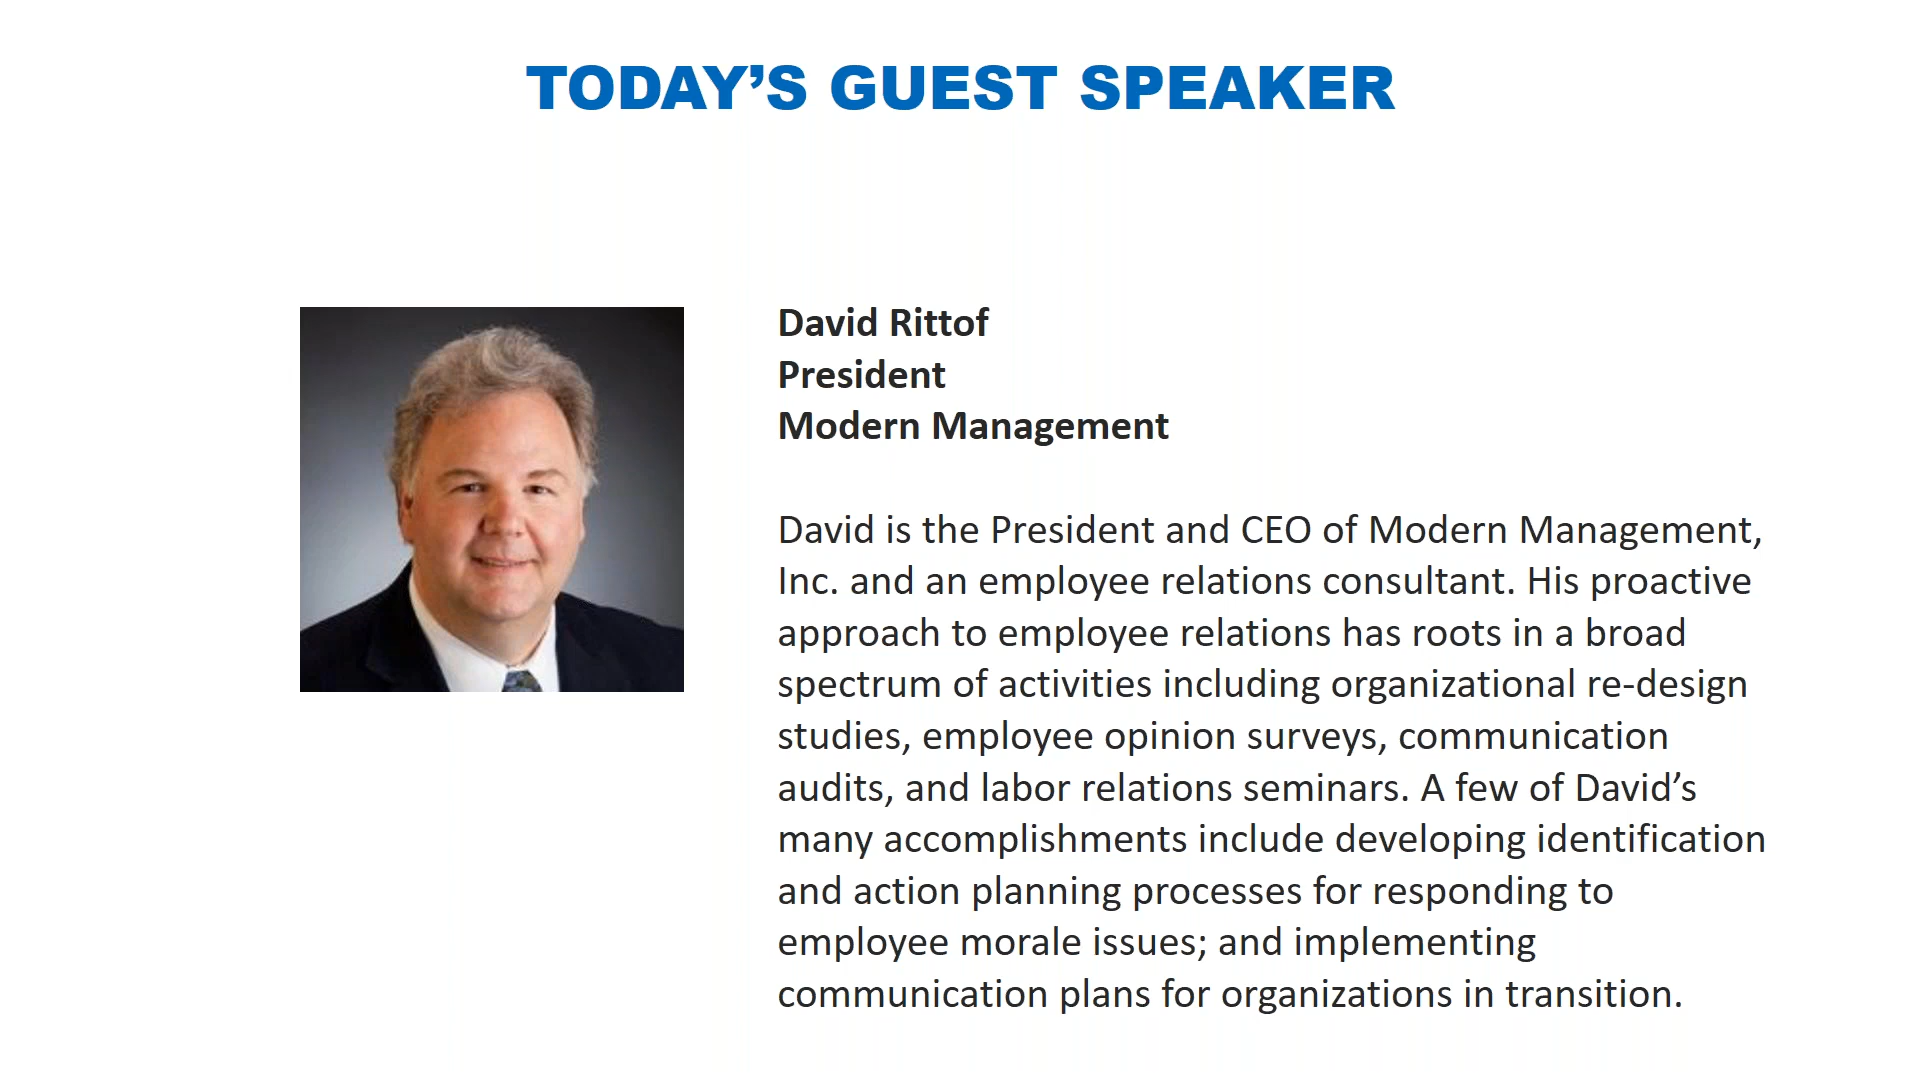 TODAY’S GUEST SPEAKER
David Rittof
President
Modern Management
David is the President and CEO of Modern Management,
Inc. and an employee relations consultant. His proactive
approach to employee relations has roots in a broad
spectrum of activities including organizational re-design
studies, employee opinion surveys, communication
audits, and labor relations seminars. A few of David’s
many accomplishments include developing identification
and action planning processes for responding to
employee morale issues; and implementing
communication plans for organizations in transition.